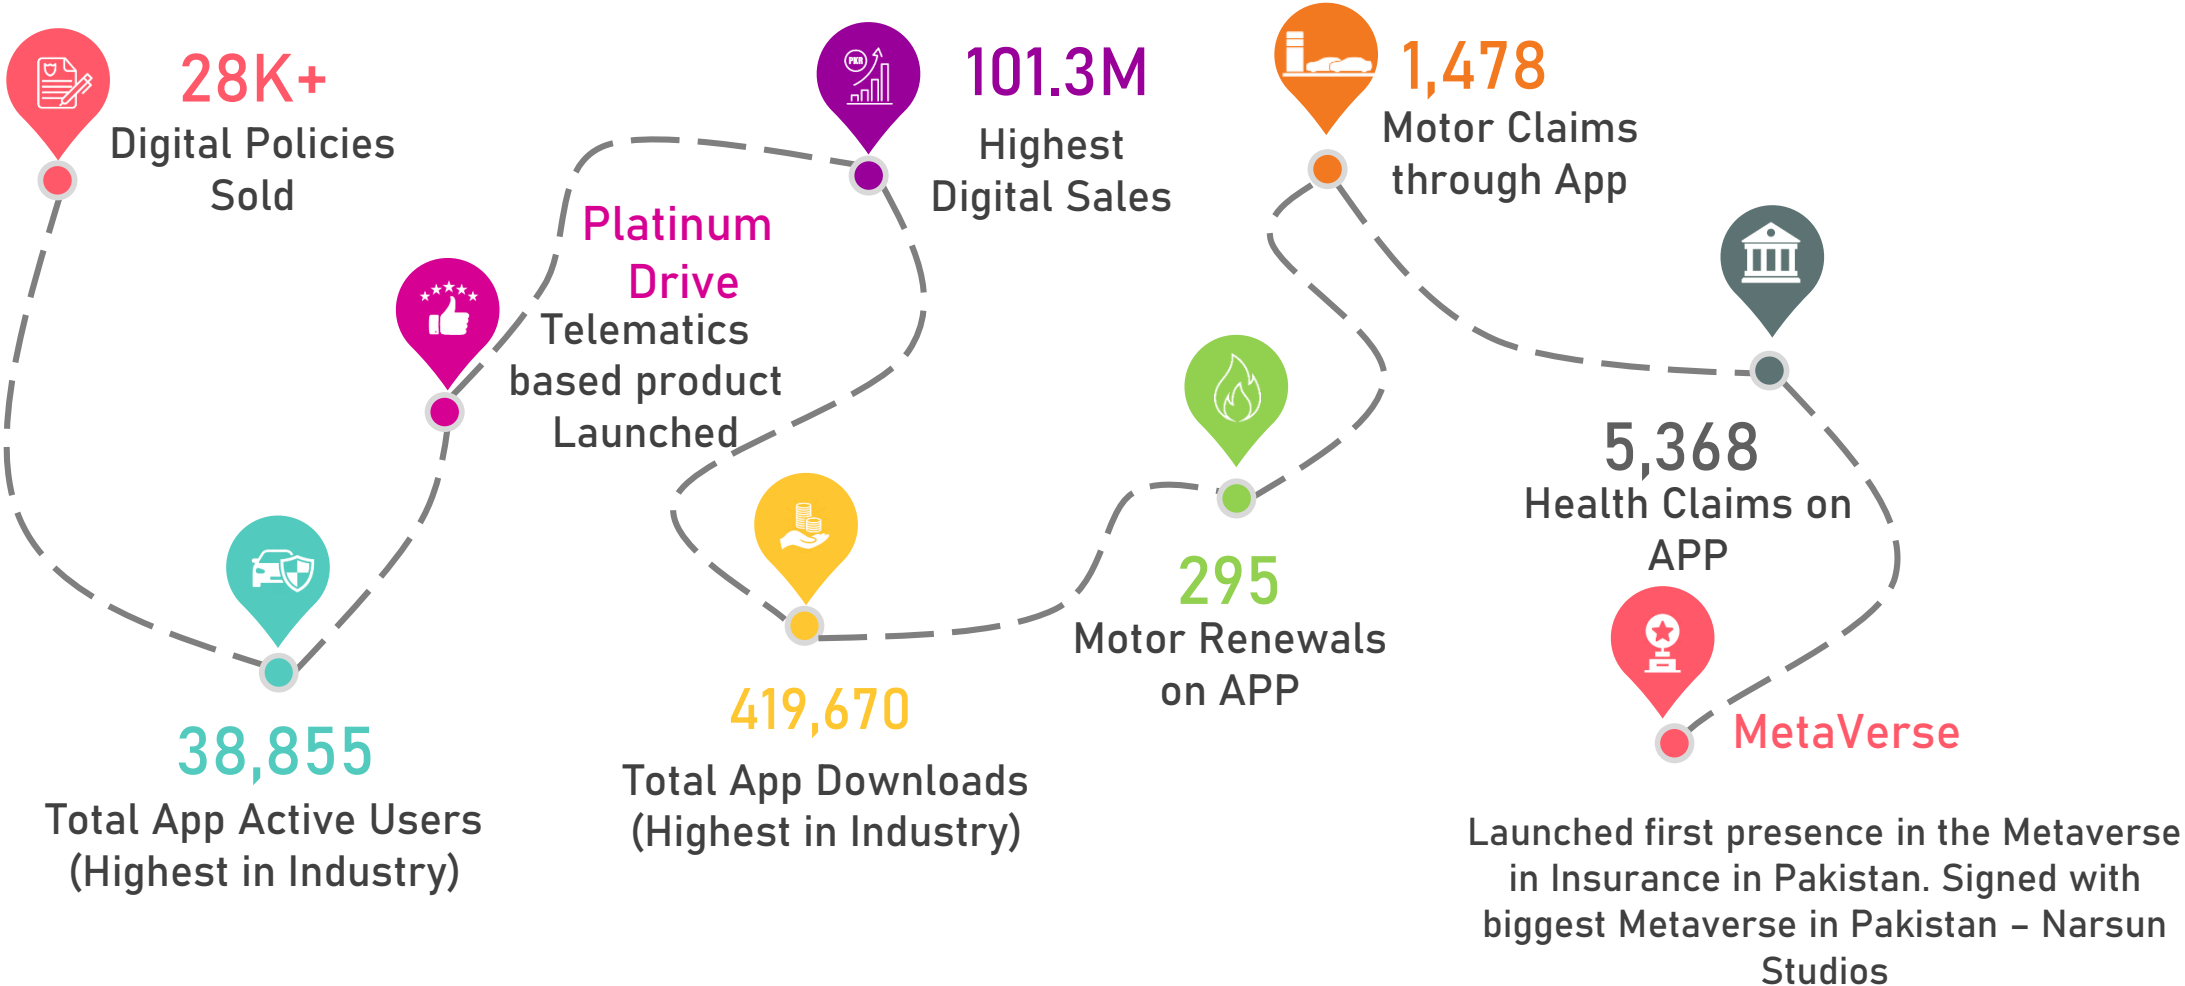 28K+
Digital Policies
Sold
38,855
Total App Active Users
(Highest in Industry)
Platinum
Drive
Telematics
based product
Launched
PKR
101.3M
Highest
Digital Sales
419,670
Total App Downloads
(Highest in Industry)
295
Motor Renewals
on APP
1,478
Motor Claims
through App
5,368
Health Claims on
APP
MetaVerse
Launched first presence in the Metaverse
in Insurance in Pakistan. Signed with
biggest Metaverse in Pakistan – Narsun
Studios